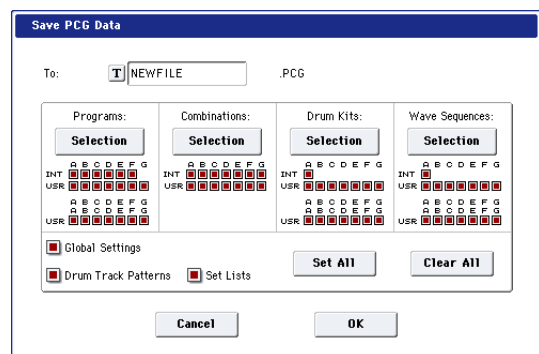 Save PCG Data
To: T NEWFILE .PCG
Programs: Combinations: Drum Kits: Wave Sequences:
Selection Selection Selection Selection
A B C D E F G A B C D E F G A B C D E F G A B C D E F G
INT INT INT INT
USR USR USR USR
A B C D E F G A B C D E F G A B C D E F G
A B C D E F G A B C D E F G A B C D E F G
USR USR USR
Global Settings
Drum Track Patterns Set Lists Set All Clear All
Cancel OK